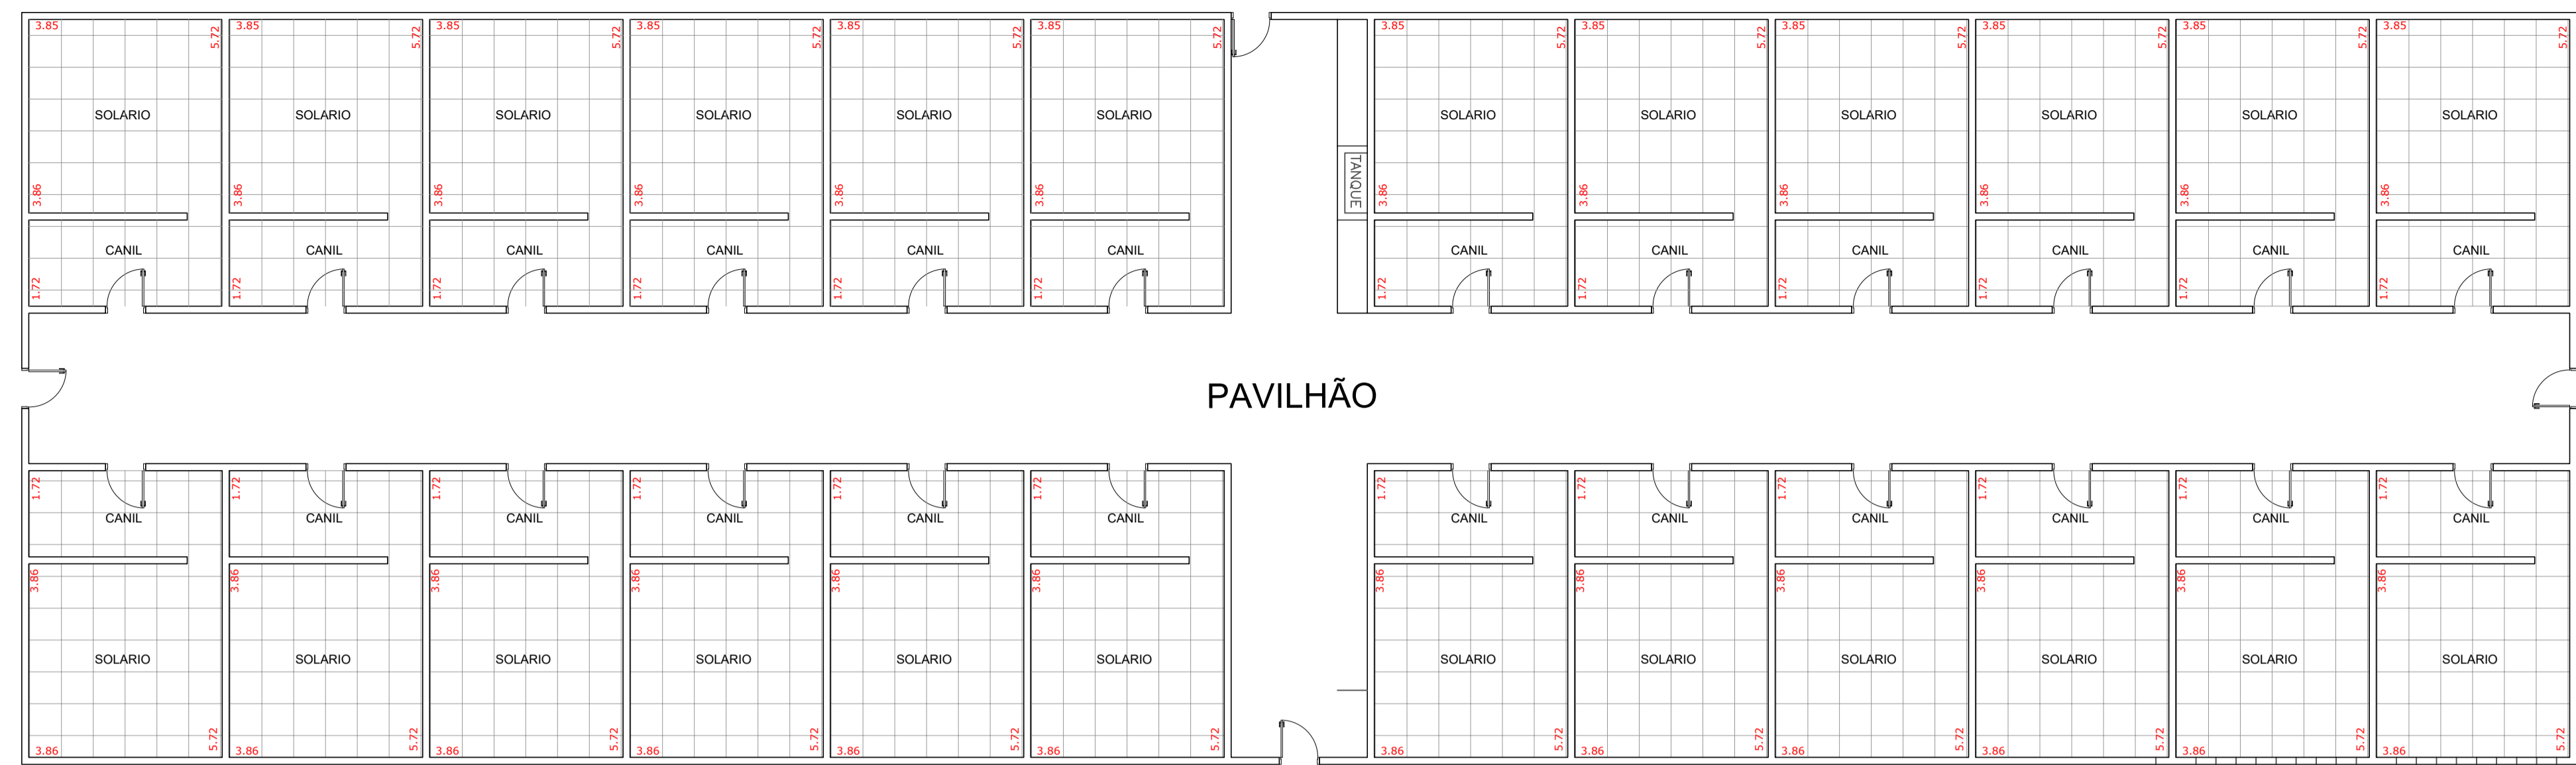 3.85 5.72 3.85 5.72 3.85 5.72 3.85 5.72 3.85 5.72 3.85 5.72 3.85 5.72 3.85 5.72 3.85 5.72 3.85 5.72 3.85 5.72 3.85 5.72
SOLARIO SOLARIO SOLARIO SOLARIO SOLARIO SOLARIO SOLARIO SOLARIO SOLARIO SOLARIO SOLARIO SOLARIO
3.86 3.86 3.86 3.86 3.86 3.86 TANQUE 3.86 3.86 3.86 3.86 3.86 3.86
CANIL CANIL CANIL CANIL CANIL CANIL CANIL CANIL CANIL CANIL CANIL CANIL
1.72 1.72 1.72 1.72 1.72 1.72 1.72 1.72 1.72 1.72 1.72 1.72
PAVILHÃO
1.72 1.72 1.72 1.72 1.72 1.72 1.72 1.72 1.72 1.72 1.72 1.72
CANIL CANIL CANIL CANIL CANIL CANIL CANIL CANIL CANIL CANIL CANIL CANIL
3.86 3.86 3.86 3.86 3.86 3.86 3.86 3.86 3.86 3.86 3.86 3.86
SOLARIO SOLARIO SOLARIO SOLARIO SOLARIO SOLARIO SOLARIO SOLARIO SOLARIO SOLARIO SOLARIO SOLARIO
3.86 5.72 3.86 5.72 3.86 5.72 3.86 5.72 3.86 5.72 3.86 5.72 3.86 5.72 3.86 5.72 3.86 5.72 3.86 5.72 3.86 5.72 3.86 5.72